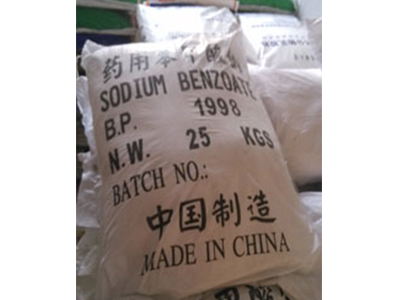 药用苯甲酸钠
SODIUM BENZOATE
B.P. 1998
N.W. 25 KGS
BATCH NO.:
中国制造
MADE IN CHINA